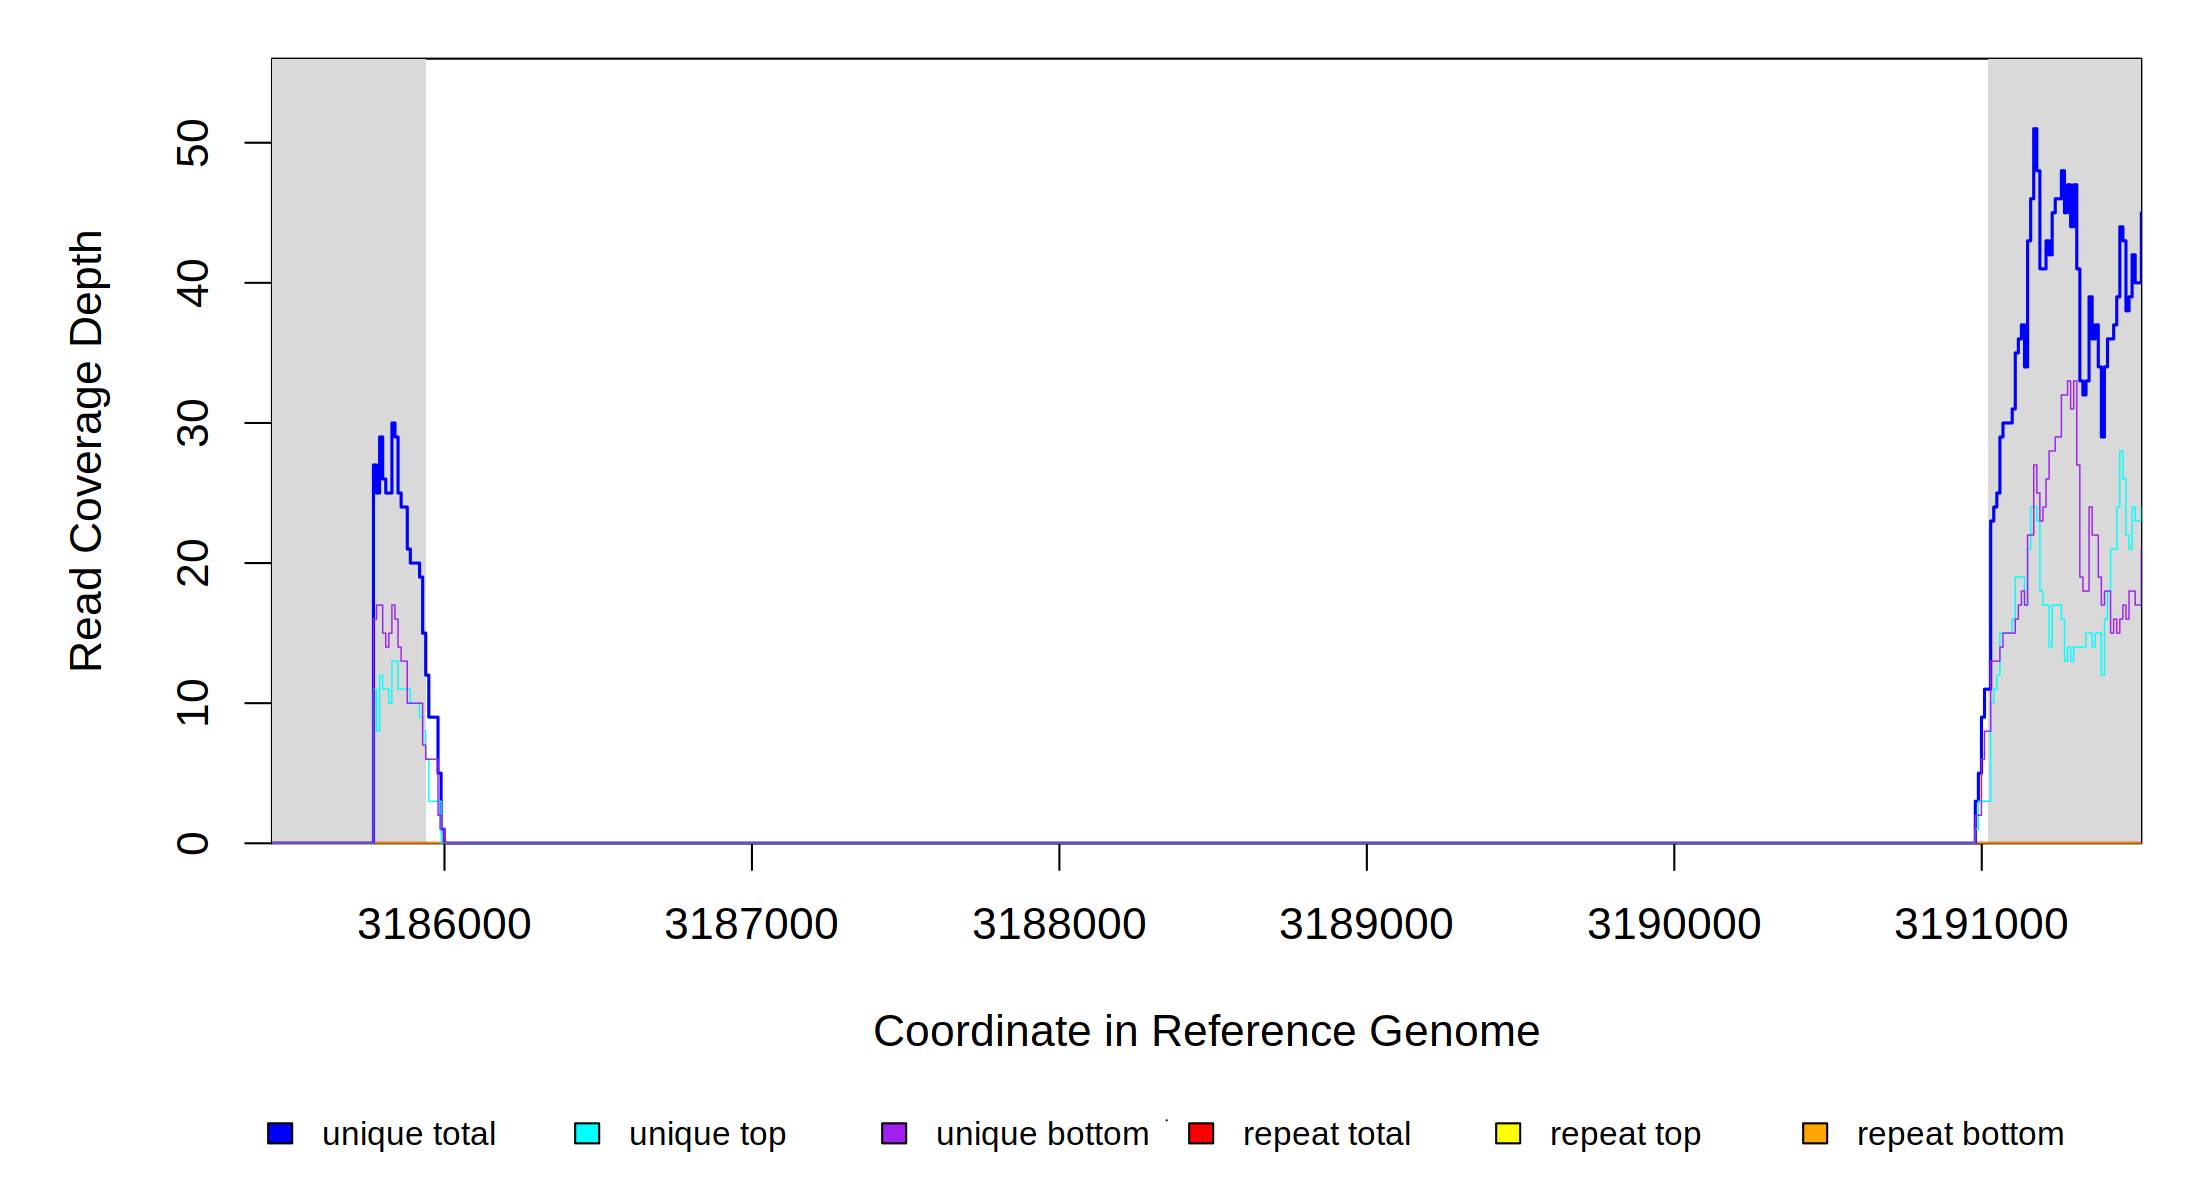 Read Coverage Depth
50
40
30
20
10
0
3186000 3187000 3188000 3189000 3190000 3191000
Coordinate in Reference Genome
unique total unique top unique bottom repeat total repeat top repeat bottom